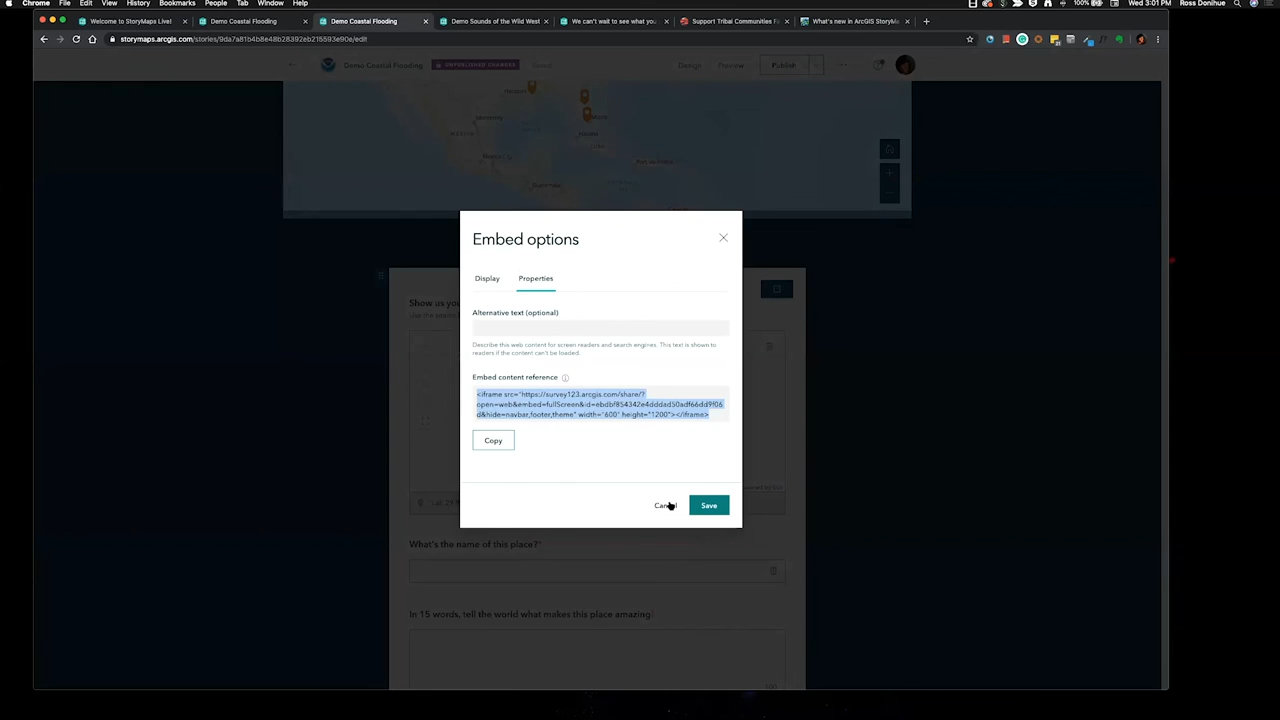 Chrome File Edit View History Bookmarks People Tab Window Help
100% Wed 3:01 PM Ross Donihue
Welcome to StoryMaps Live!
Demo Coastal Flooding
Demo Coastal Flooding
Demo Sounds of the Wild West
We can't wait to see what you
Support Tribal Communities
What's new in ArcGIS StoryM
storymaps.arcgis.com/stories/9da7a81b4b8e48b28392eb215593e90e/edit
Demo Coastal Flooding
UNPUBLISHED CHANGES
Saved
Design
Preview
Publish
Embed options
Display
Properties
Show us you
Alternative text (optional)
Describe this web content for screen readers and search engines. This text is shown to
readers if the content can't be loaded.
Embed content reference
<iframe src="https://survey123.arcgis.com/share/?
open=web&embed=fullScreen&id=ebdbf854342e4dddad50adf66dd9f06
d&hide=navbar,footer,theme" width="600" height="1200"></iframe>
Copy
Cancel
Save
What's the name of this place?*
In 15 words, tell the world what makes this place amazing!